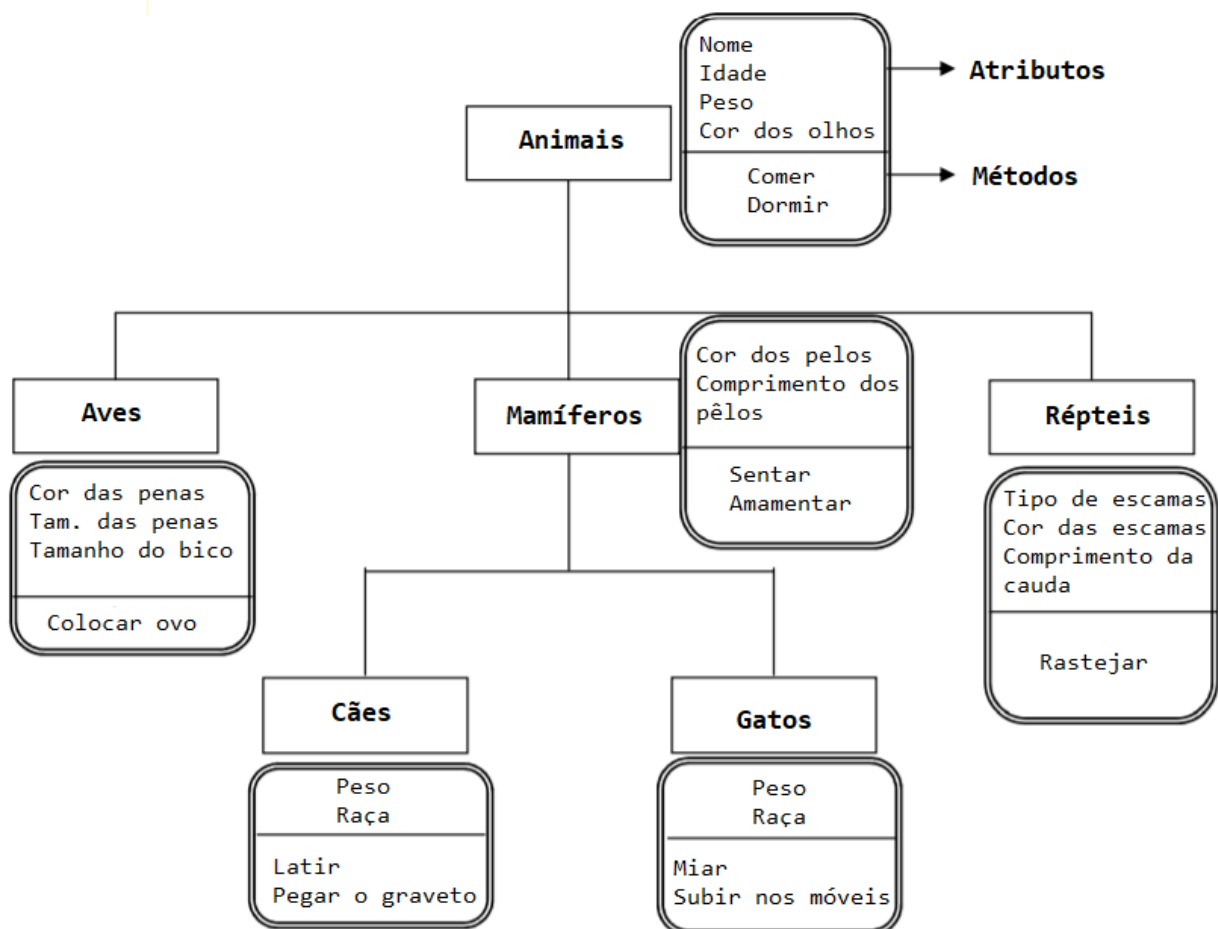 Nome
Idade
Peso
Cor dos olhos
Atributos
Animais
Comer
Dormir
Métodos
Aves
Cor das penas
Tam. das penas
Tamanho do bico
Colocar ovo
Mamíferos
Cor dos pelos
Comprimento dos
pêlos
Sentar
Amamentar
Répteis
Tipo de escamas
Cor das escamas
Comprimento da
cauda
Rastejar
Cães
Peso
Raça
Latir
Pegar o graveto
Gatos
Peso
Raça
Miar
Subir nos móveis